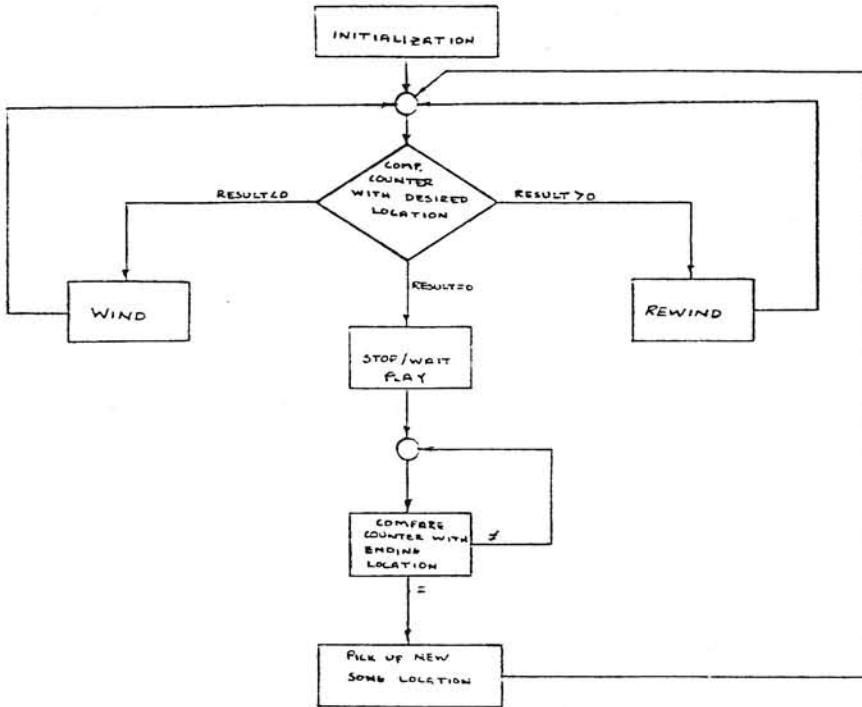 INITIALIZATION
COMP.
COUNTER
WITH DESIRED
LOCATION
RESULT<0
RESULT>0
RESULT=0
WIND
REWIND
STOP/WAIT
PLAY
COMPARE
COUNTER WITH
ENDING
LOCATION
≠
=
PICK UP NEW
SONG LOCATION